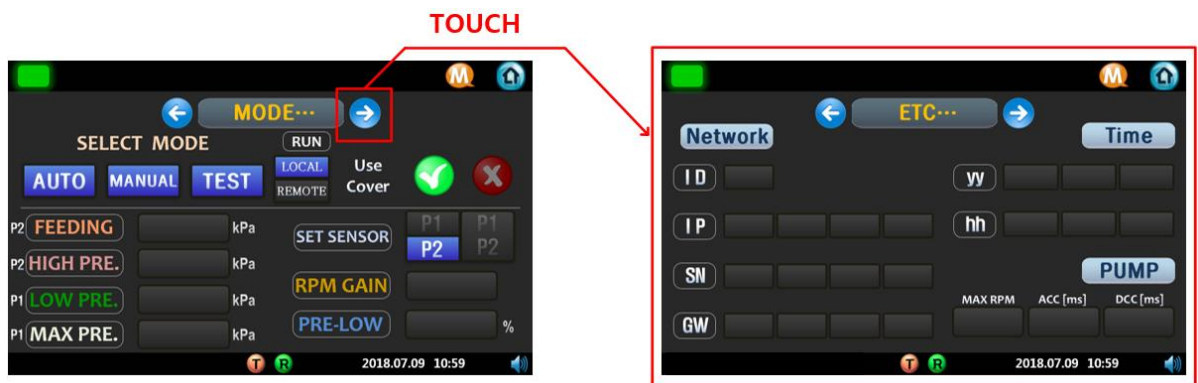 TOUCH
M
MODE···
SELECT MODE
RUN
AUTO
MANUAL
TEST
LOCAL
REMOTE
Use
Cover
P2 FEEDING kPa
P2 HIGH PRE. kPa
P1 LOW PRE. kPa
P1 MAX PRE. kPa
SET SENSOR
P1
P2
P1
P2
RPM GAIN
PRE-LOW %
T R 2018.07.09 10:59
M
ETC···
Network
Time
ID
yy
IP
hh
SN
PUMP
MAX RPM ACC [ms] DCC [ms]
GW
T R 2018.07.09 10:59